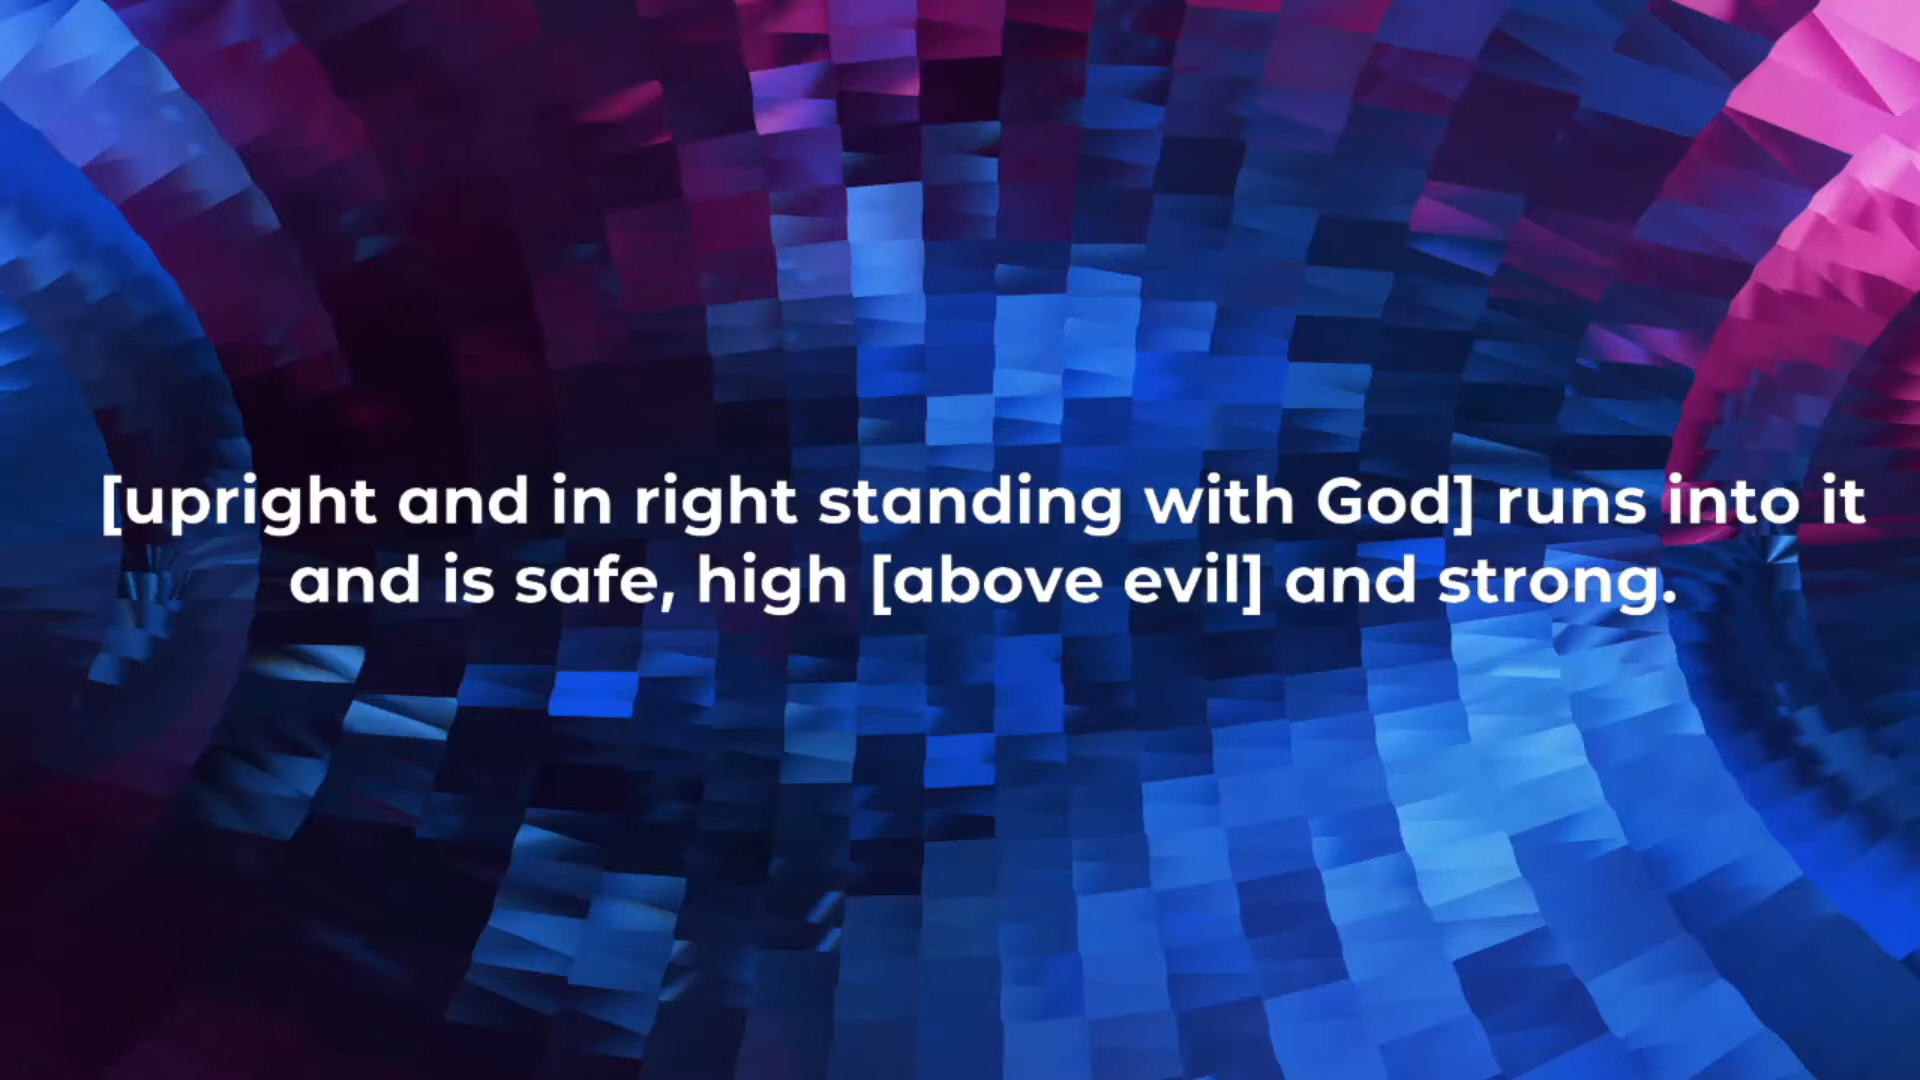 [upright and in right standing with God] runs into it
and is safe, high [above evil] and strong.